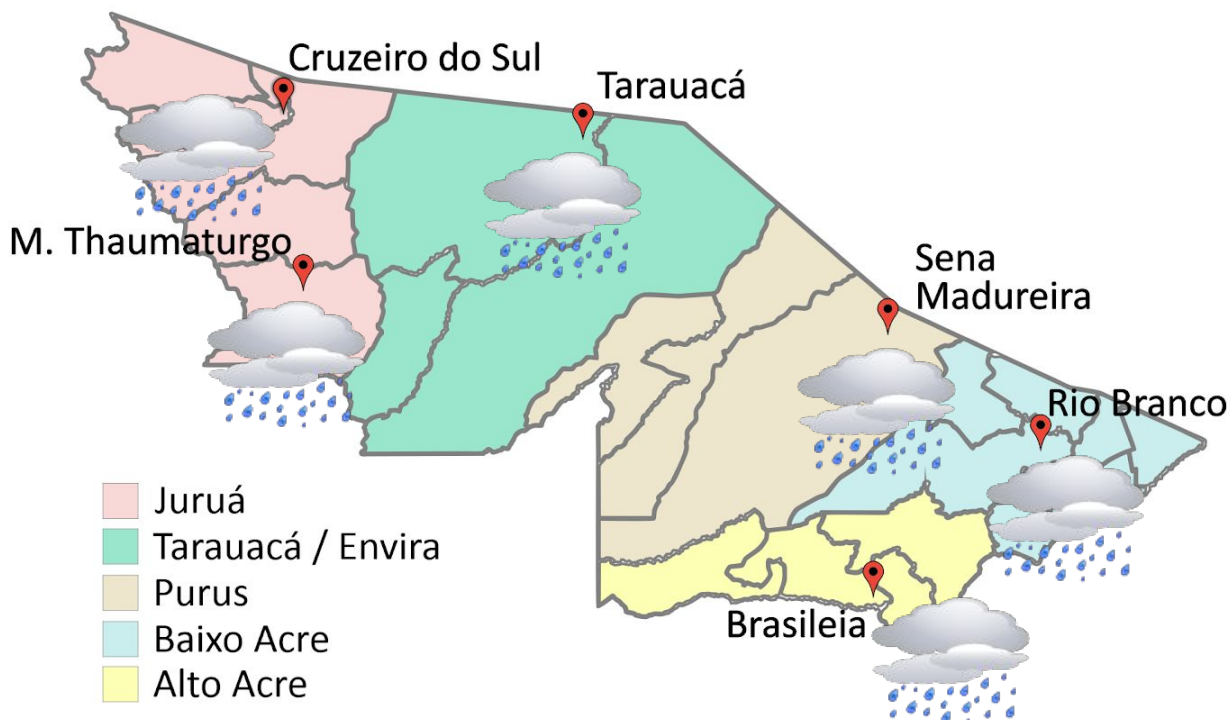 Cruzeiro do Sul
Tarauacá
M. Thaumaturgo
Sena
Madureira
Rio Branco
Brasileia
Juruá
Tarauacá / Envira
Purus
Baixo Acre
Alto Acre